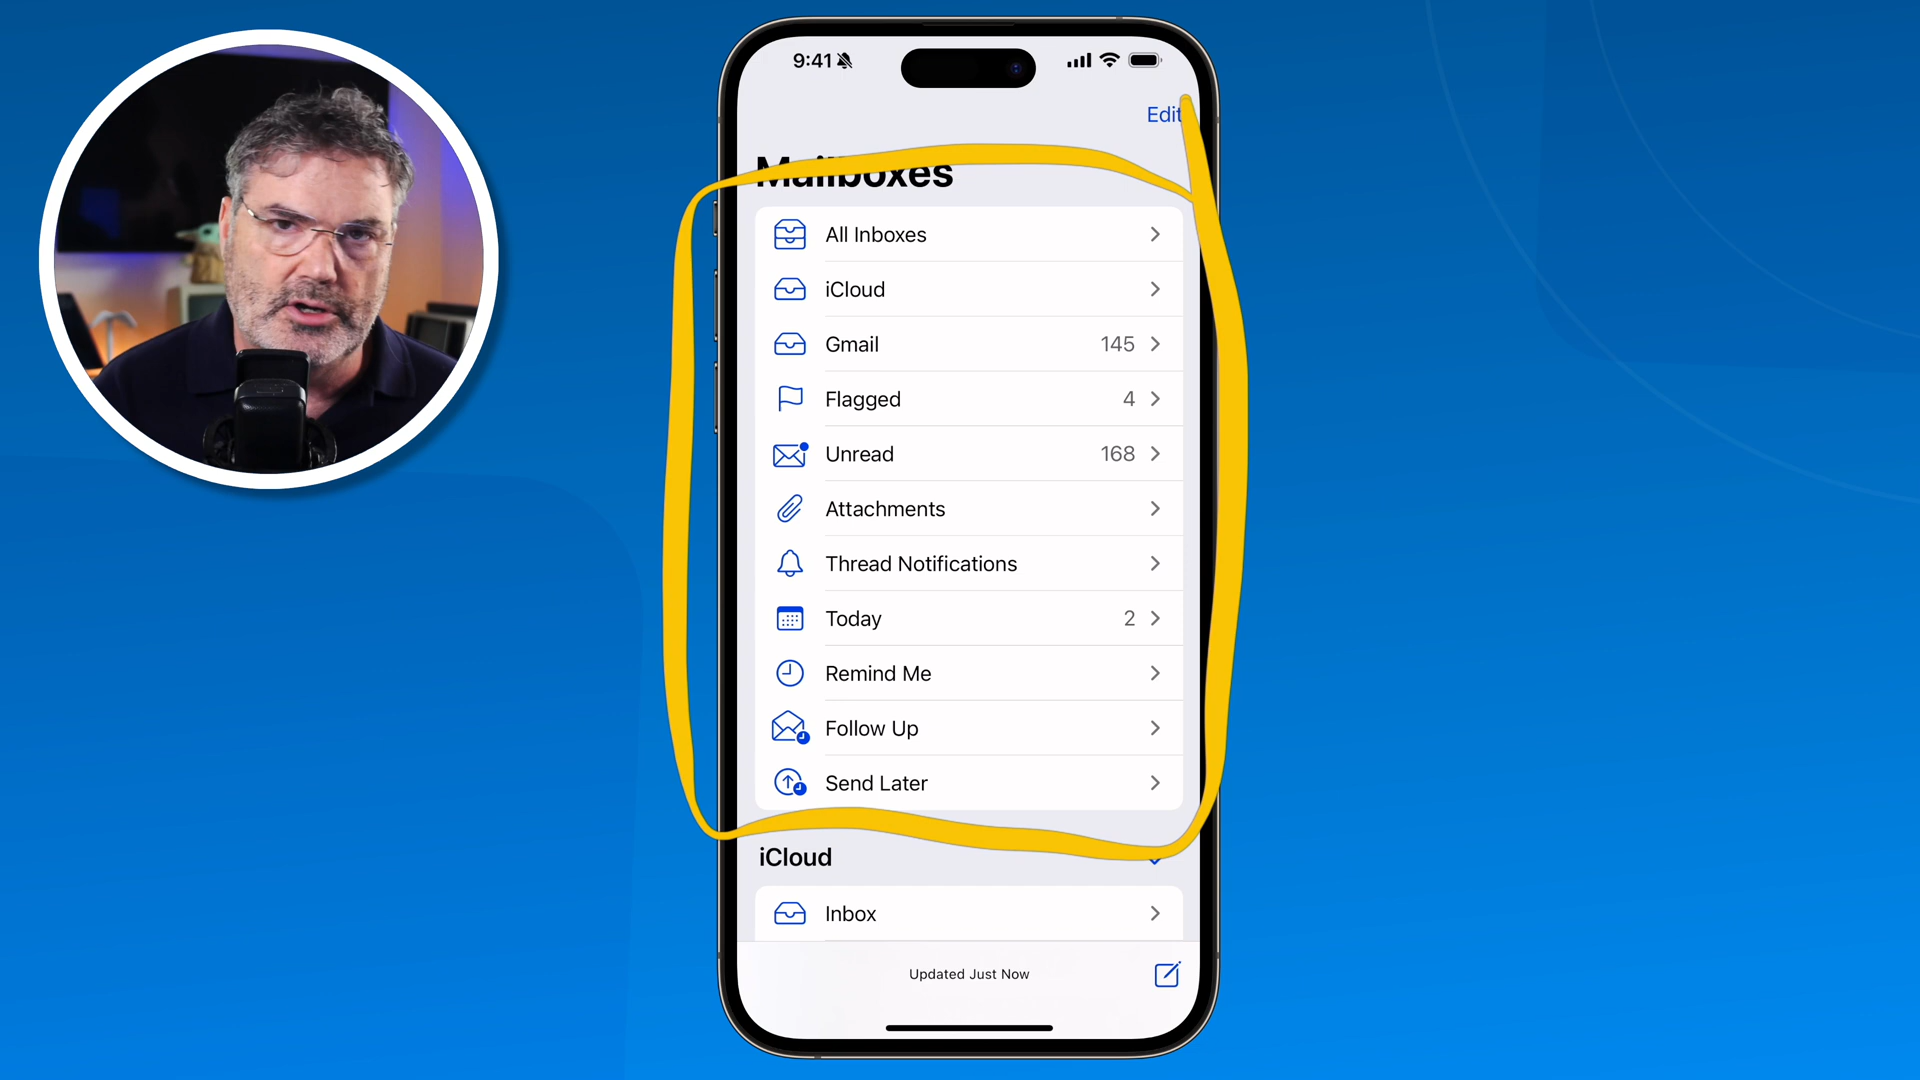 9:41
Edit
Mailboxes
All Inboxes
iCloud
Gmail 145
Flagged 4
Unread 168
Attachments
Thread Notifications
Today 2
Remind Me
Follow Up
Send Later
iCloud
Inbox
Updated Just Now